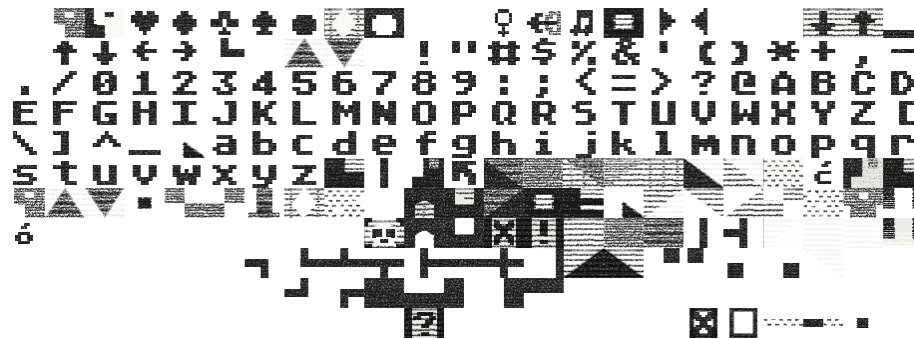 ! " # $ % & ' ( ) * + , -
. / 0 1 2 3 4 5 6 7 8 9 : ; < = > ? @ A B C D
E F G H I J K L M N O P Q R S T U V W X Y Z [
\ ] ^ _ a b c d e f g h i j k l m n o p q r
s t u v w x y z é
ó
X !
?
X